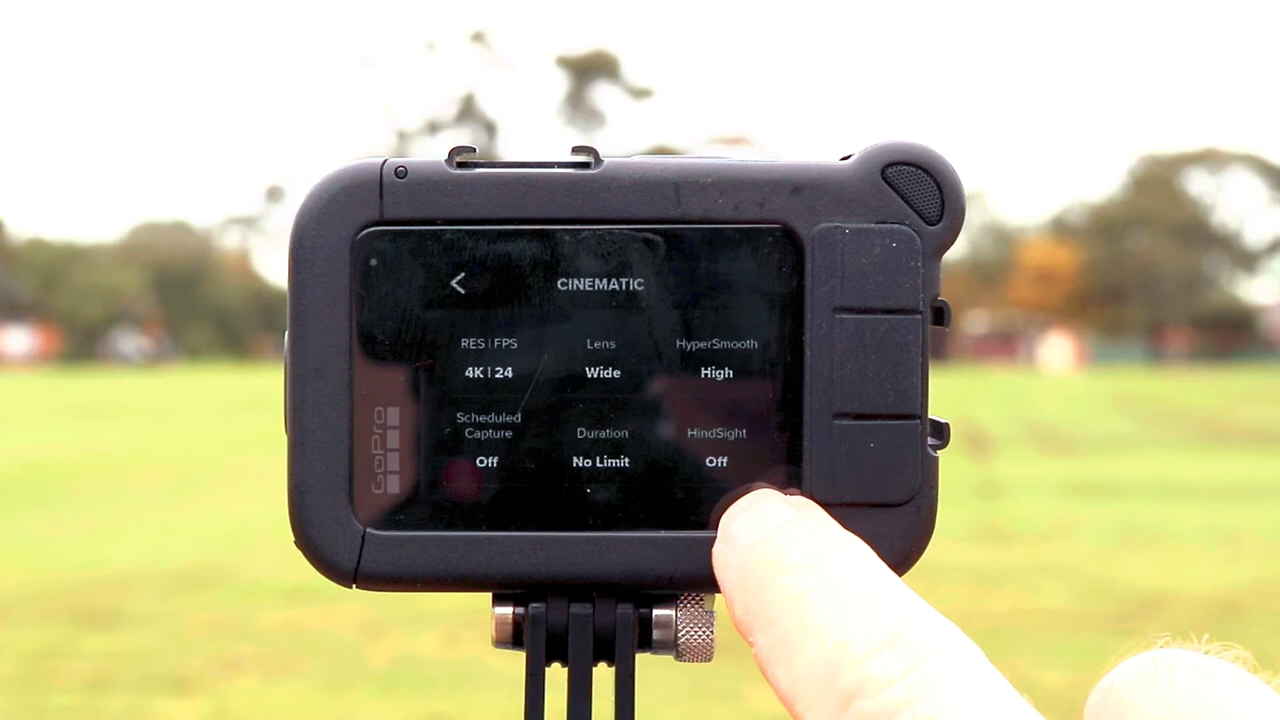 CINEMATIC
RES | FPS
4K | 24
Lens
Wide
HyperSmooth
High
Scheduled
Capture
Off
Duration
No Limit
HindSight
Off
GoPro